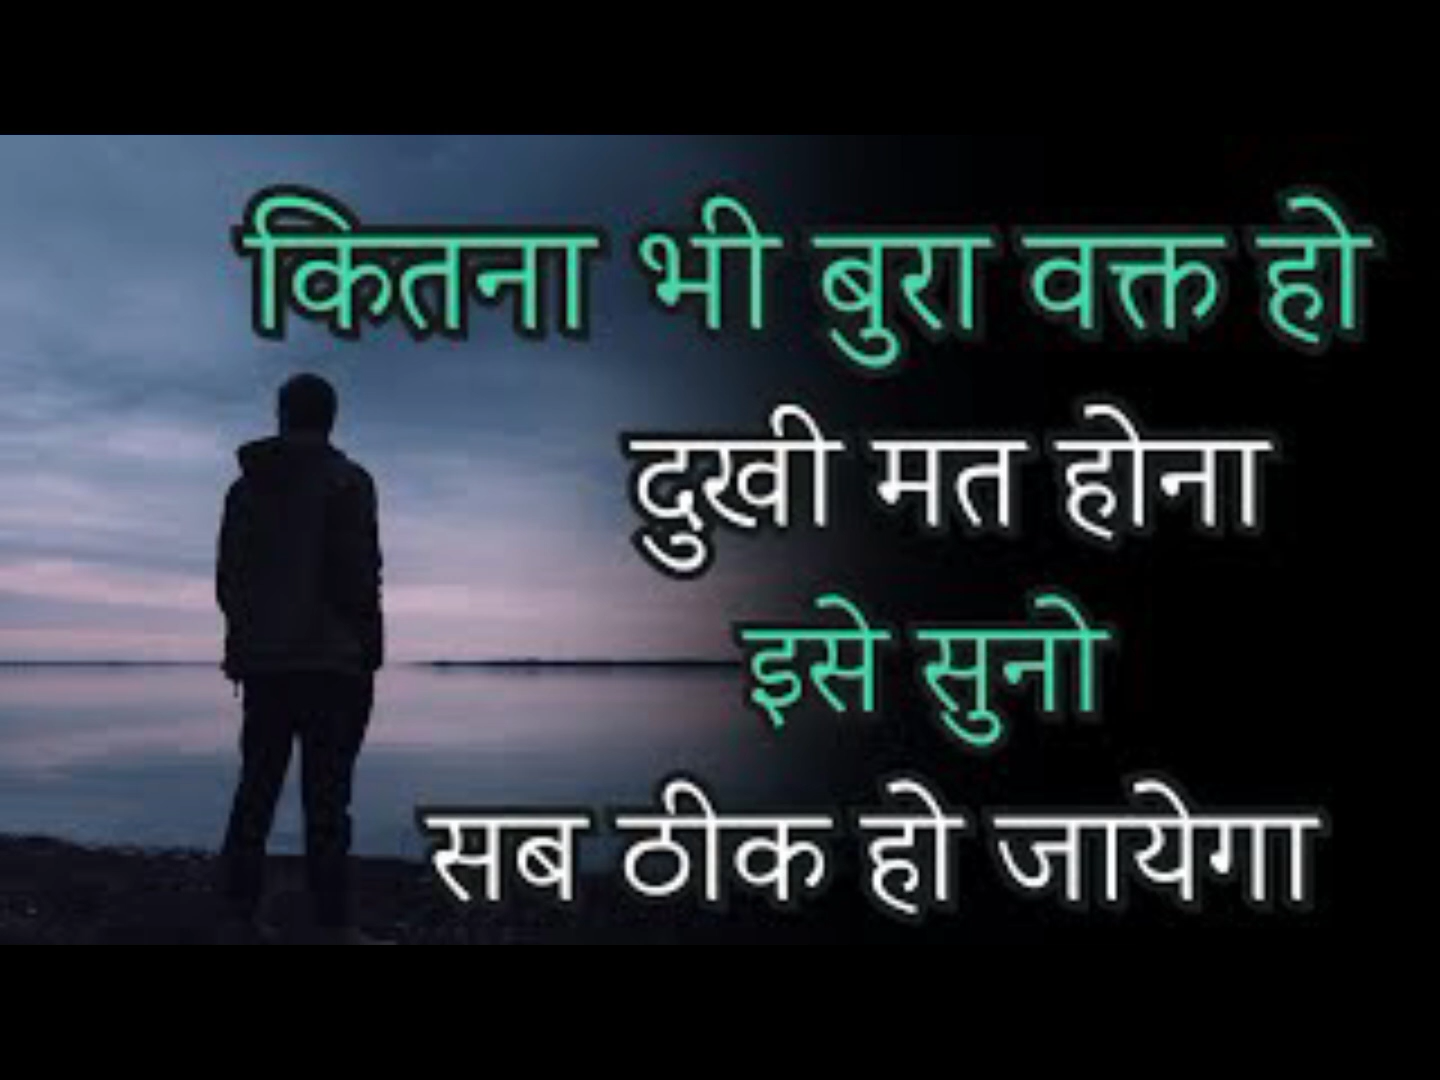 कितना भी बुरा वक्त हो
दुखी मत होना
इसे सुनो
सब ठीक हो जायेगा